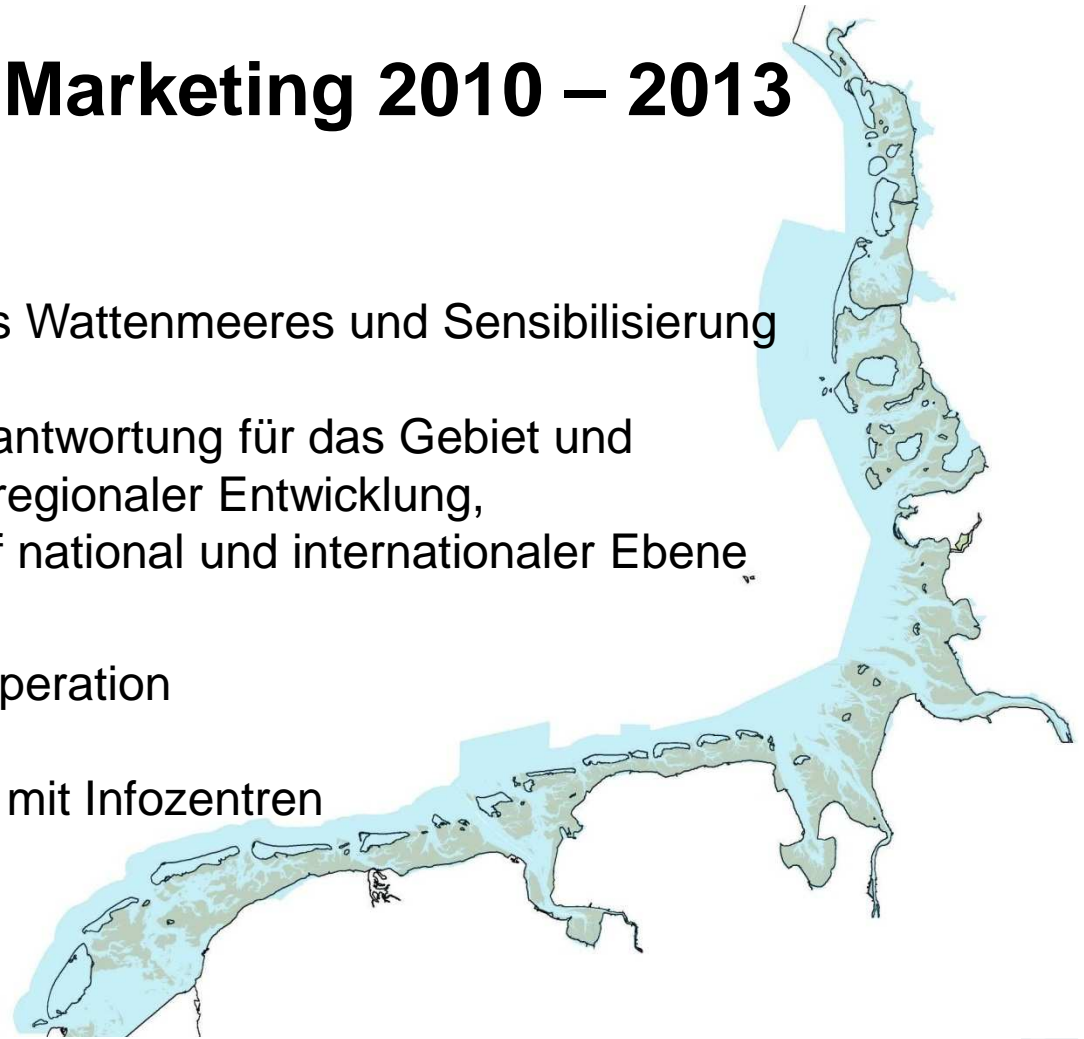 Marketing 2010 – 2013
s Wattenmeeres und Sensibilisierung
antwortung für das Gebiet und
regionaler Entwicklung,
f national und internationaler Ebene
peration
mit Infozentren